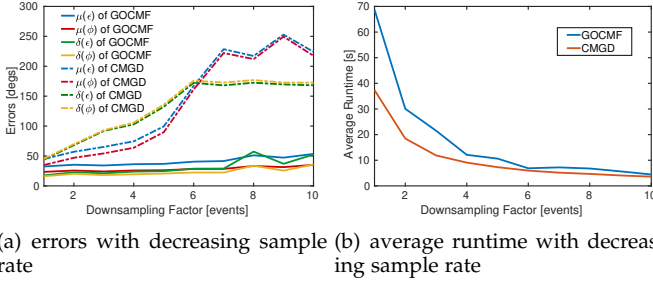 300
250
200
150
100
50
0
Errors [degs]
μ(ϵ) of GOCMF
μ(ϕ) of GOCMF
δ(ϵ) of GOCMF
δ(ϕ) of GOCMF
μ(ϵ) of CMGD
μ(ϕ) of CMGD
δ(ϵ) of CMGD
δ(ϕ) of CMGD
2 4 6 8 10
Downsampling Factor [events]
70
60
50
40
30
20
10
0
Average Runtime [s]
GOCMF
CMGD
2 4 6 8 10
Downsampling Factor [events]
a) errors with decreasing sample
rate
(b) average runtime with decreas
ing sample rate